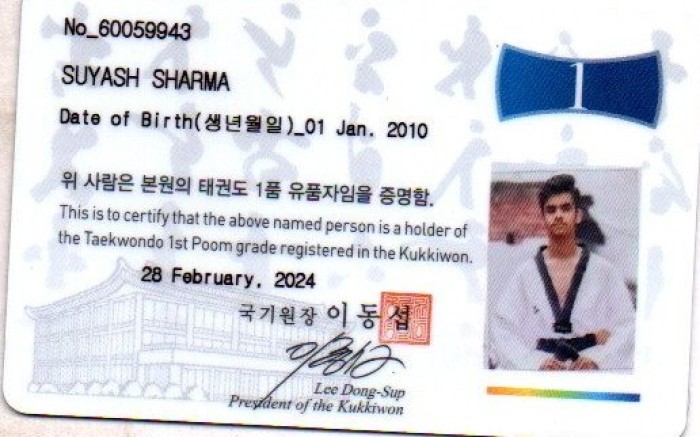 No_60059943
1
SUYASH SHARMA
Date of Birth(생년월일)_01 Jan. 2010
위 사람은 본원의 태권도 1품 유품자임을 증명함.
This is to certify that the above named person is a holder of
the Taekwondo 1st Poom grade registered in the Kukkiwon.
28 February, 2024
국기원장 이동섭
Lee Dong-Sup
President of the Kukkiwon